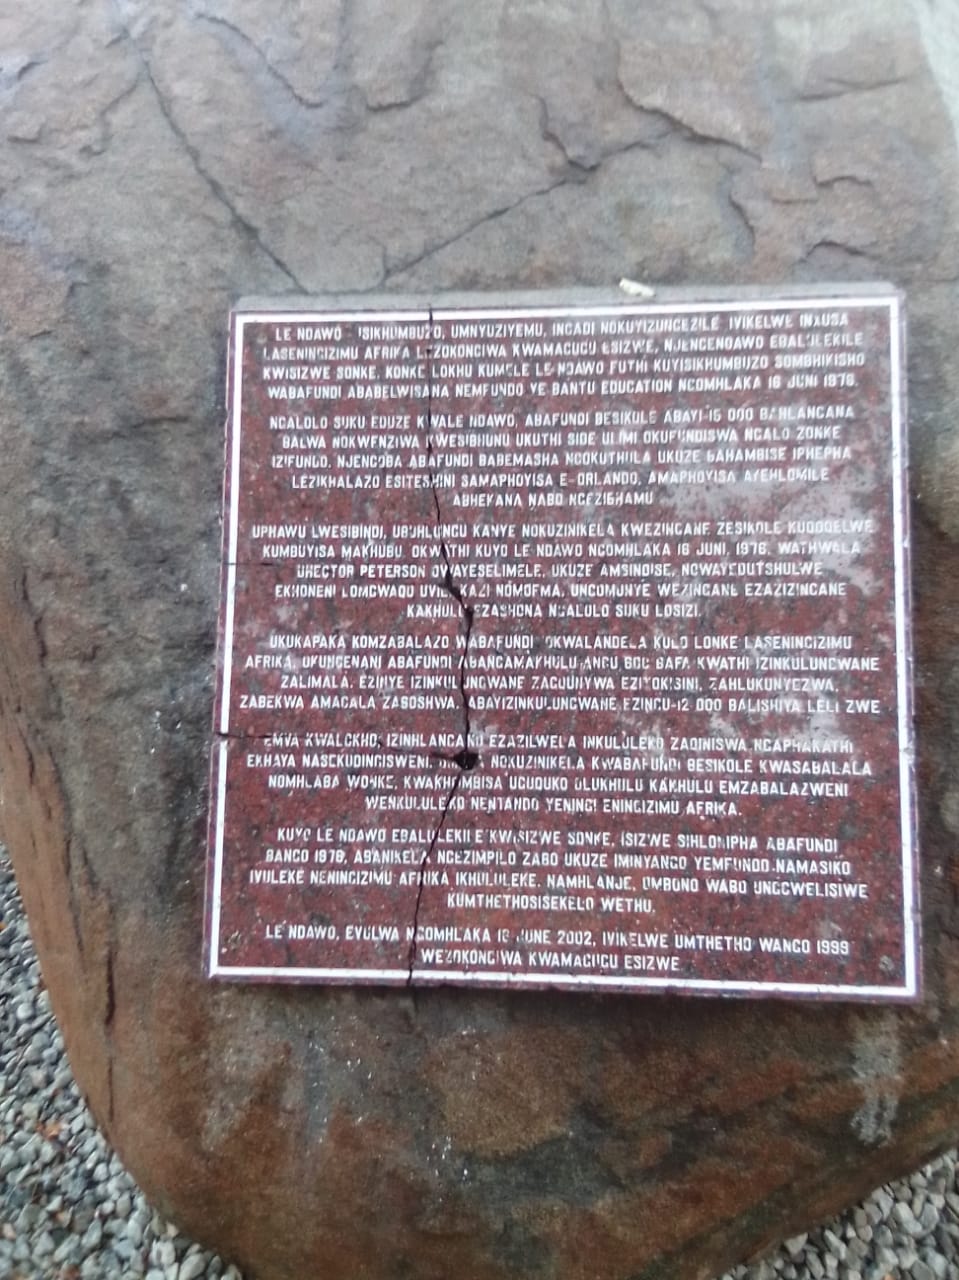 LE NDAWO ISIKHUMBUZO, UMNYUZIYEMU, INGADI NOKUYIZUNGEZILE IVIKELWE INXUSA
LASENINGIZIMU AFRIKA LEZOKONGIWA KWAMAGUGU ESIZWE, NJENGENDAWO EBALULEKILE
KWISIZWE SONKE. KONKE LOKHU KUMELE LE NDAWO FUTHI KUYISIKHUMBUZO SOMBHIKISHO
WABAFUNDI ABABELWISANA NEMFUNDO YE BANTU EDUCATION NGOMHLAKA 16 JUNI 1976.
NGALOLO SUKU EDUZE KWALE NDAWO, ABAFUNDI BESIKOLE ABAYI-15 000 BAHLANGANA
BALWA NOKWENZIWA KWESIBHUNU UKUTHI SIDE ULIMI OKUFUNDISWA NGALO ZONKE
IZIFUNDO. NJENGOBA ABAFUNDI BABEMASHA NGOKUTHULA UKUZE BAHAMBISE IPHEPHA
LEZIKHALAZO ESITESHINI SAMAPHOYISA E-ORLANDO, AMAPHOYISA AYEHLOMILE
ABHEKANA NABO NGEZIBHAMU
UPHAWU LWESIBINDI, UBUHLUNGU KANYE NOKUZINIKELA KWEZINGANE ZESIKOLE KUQOQELWE
KUMBUYISA MAKHUBU OKWATHI KUYO LE NDAWO NGOMHLAKA 16 JUNI, 1976, WATHWALA
UHECTOR PETERSON OWAYESELIMELE, UKUZE AMSINDISE, NOWAYEDUTSHULWE
EKHONENI LOMGWAQO UVILAKAZI NOMOEMA, UNGOMUNYE WEZINGANE EZAZIZINGANE
KAKHULU EZASHONA NGALOLO SUKU LOSIZI.
UKUKAPAKA KOMZABALAZO WABAFUNDI OKWALANDELA KULO LONKE LASENINGIZIMU
AFRIKA, OKUNGENANI ABAFUNDI ABANGAMAKHULU ANGU 600 BAFA KWATHI IZINKULUNGWANE
ZALIMALA. EZINYE IZINKULUNGWANE ZAGQUNYWA EZITOKISINI, ZAHLUKUNYEZWA,
ZABEKWA AMACALA ZABOSHWA. ABAYIZINKULUNGWANE EZINGU-12 000 BALISHIYA LELI ZWE
EMVA KWALOKHO, IZINHLANGANO EZAZILWELA INKULULEKO ZAQINISWA NGAPHAKATHI
EKHAYA NASEKUDINGISWENI. NOKUZINIKELA KWABAFUNDI BESIKOLE KWASABALALA
NOMHLABA WONKE, KWAKHOMBISA UGUQUKO OLUKHULU KAKHULU EMZABALAZWENI
WENKULULEKO NENTANDO YENINGI ENINGIZIMU AFRIKA.
KUYO LE NDAWO EBALULEKILE KWISIZWE SONKE, ISIZWE SIHLONIPHA ABAFUNDI
BANGO 1976, ABANIKELA NGEZIMPILO ZABO UKUZE IMINYANGO YEMFUNDO NAMASIKO
IVULEKE NENINGIZIMU AFRIKA IKHULULEKE. NAMHLANJE, UMBONO WABO UNGCWELISIWE
KUMTHETHOSISEKELO WETHU.
LE NDAWO, EVULWA NGOMHLAKA 16 JUNE 2002, IVIKELWE UMTHETHO WANGO 1999
WEZOKONGIWA KWAMAGUGU ESIZWE